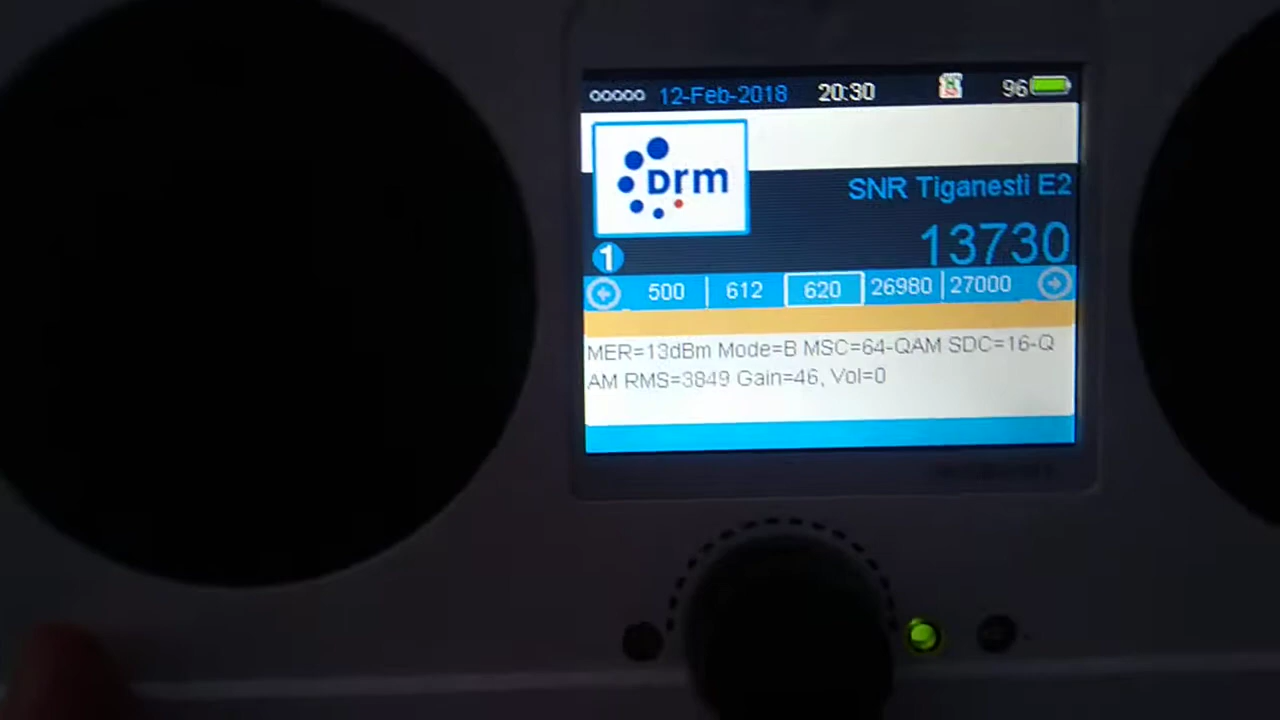 ooooo 12-Feb-2018 20:30 96
Drm
SNR Tiganesti E2
13730
1
500 612 620 26980 27000
MER=13dBm Mode=B MSC=64-QAM SDC=16-Q
AM RMS=3849 Gain=46, Vol=0